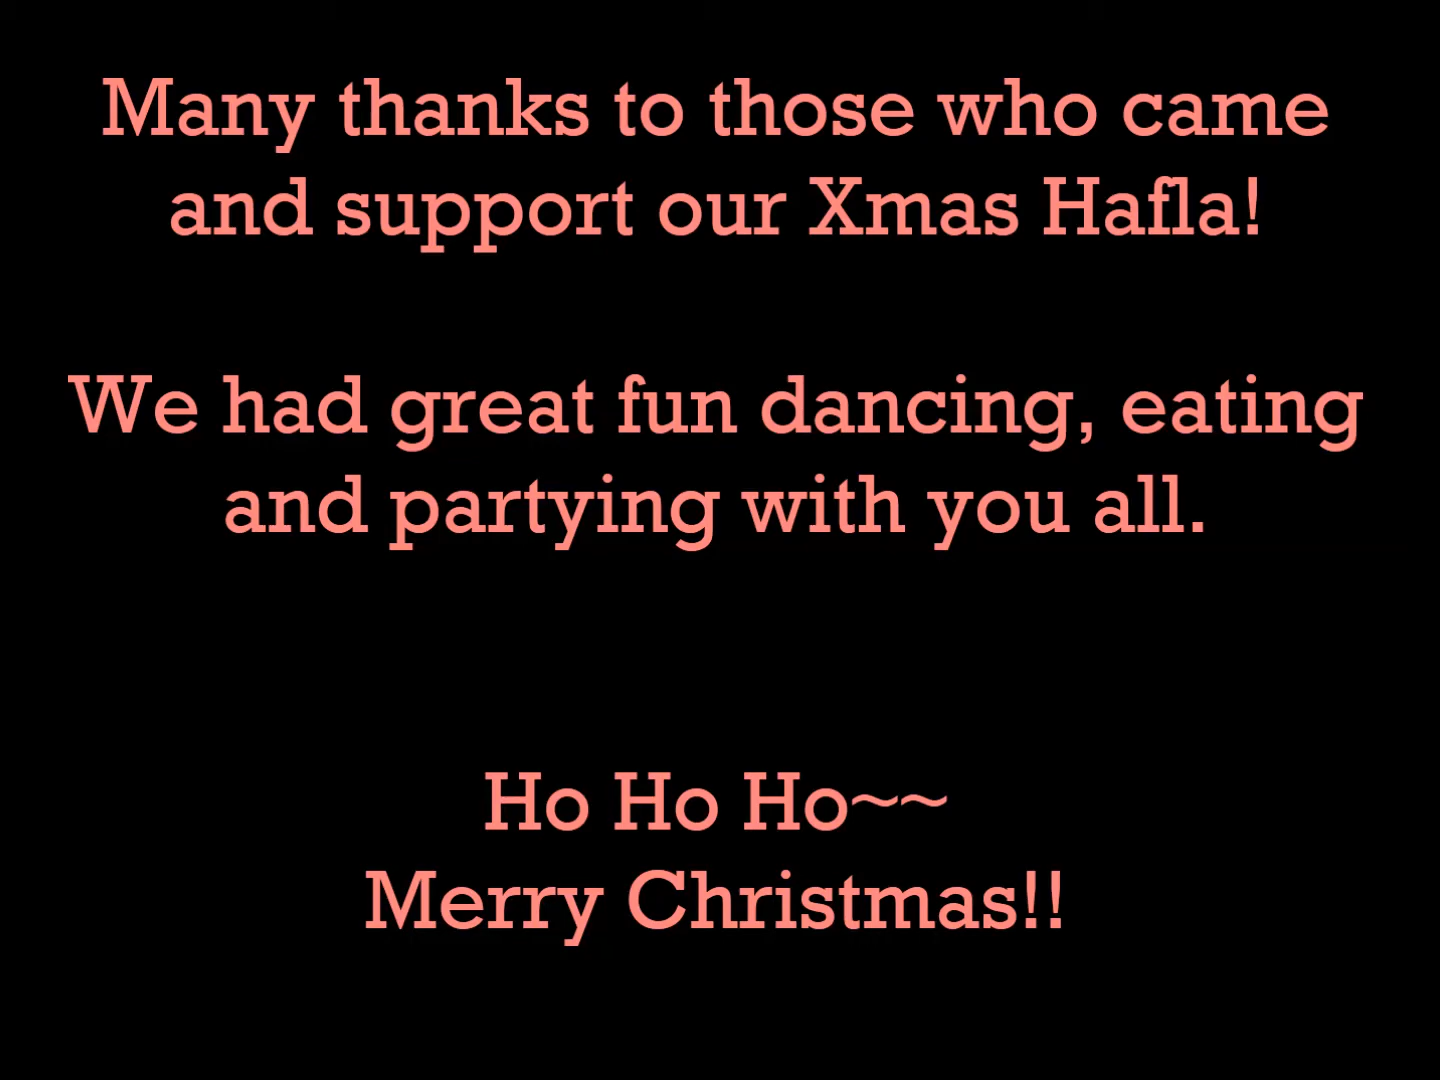 Many thanks to those who came
and support our Xmas Hafla!
We had great fun dancing, eating
and partying with you all.
Ho Ho Ho~~
Merry Christmas!!